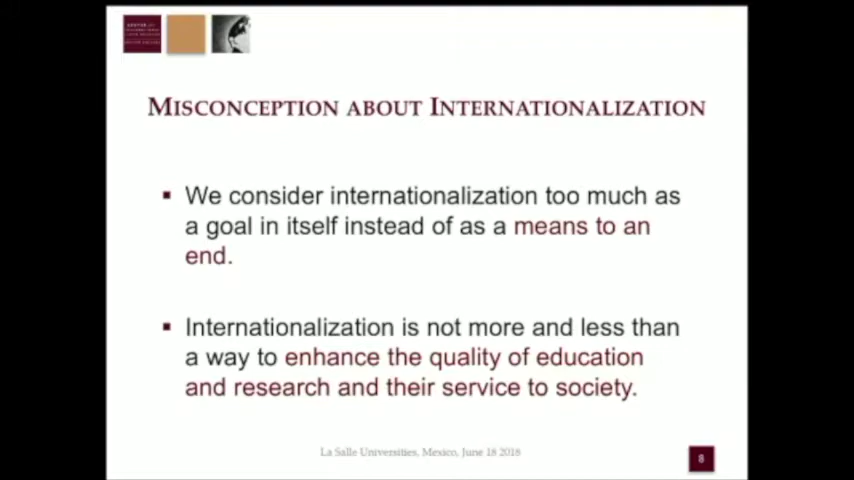 MISCONCEPTION ABOUT INTERNATIONALIZATION
▪ We consider internationalization too much as
a goal in itself instead of as a means to an
end.
▪ Internationalization is not more and less than
a way to enhance the quality of education
and research and their service to society.
La Salle Universities, Mexico, June 18 2018
8